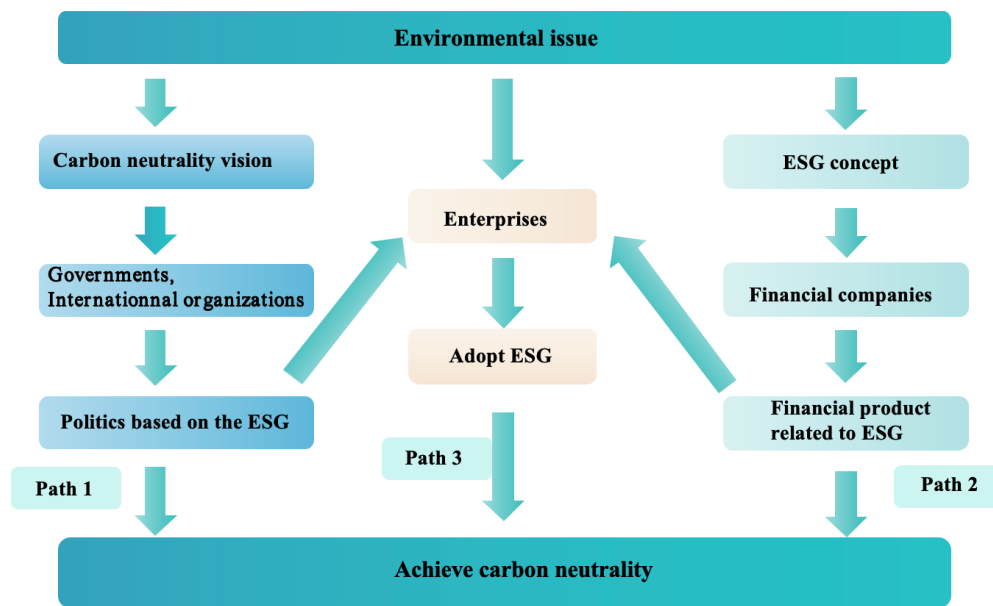 Environmental issue
Carbon neutrality vision
ESG concept
Enterprises
Governments,
Internationnal organizations
Financial companies
Adopt ESG
Politics based on the ESG
Financial product
related to ESG
Path 3
Path 1
Path 2
Achieve carbon neutrality